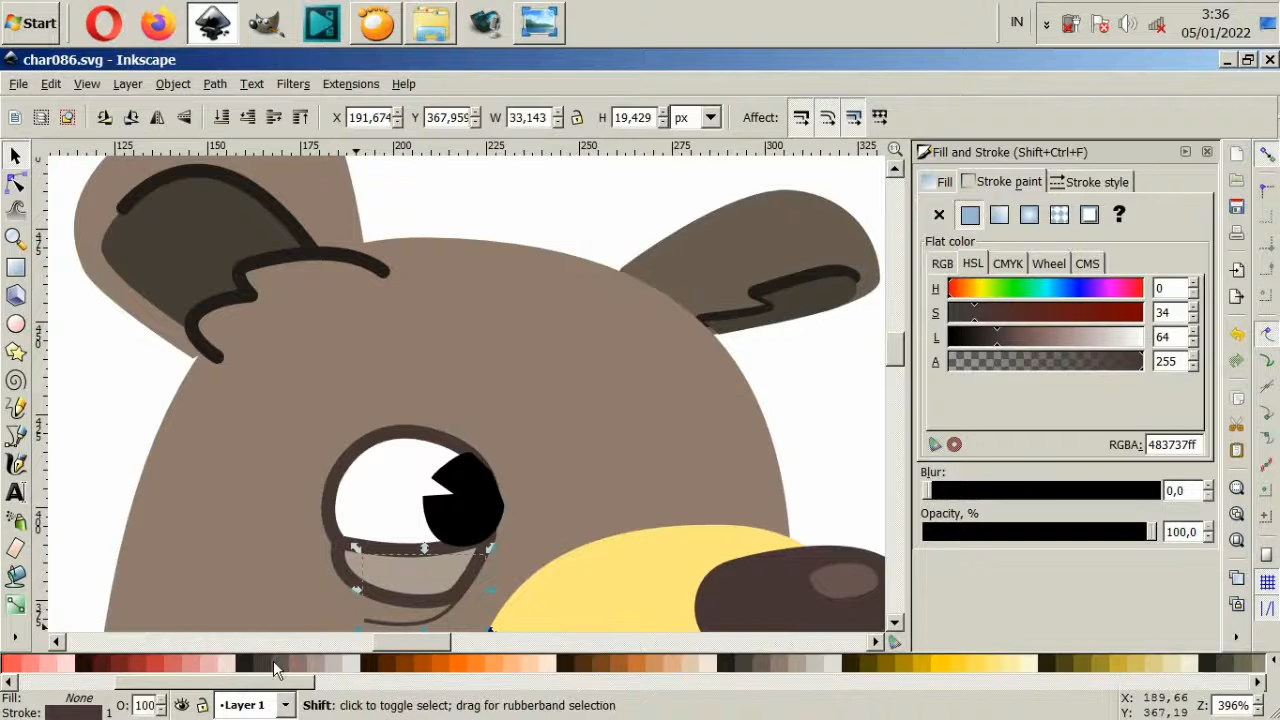 Start
IN
3:36
05/01/2022
char086.svg - Inkscape
File Edit View Layer Object Path Text Filters Extensions Help
X 191,674 Y 367,959 W 33,143 H 19,429 px Affect:
125 150 175 200 225 250 275 300 325
Fill and Stroke (Shift+Ctrl+F)
Fill Stroke paint Stroke style
?
Flat color
RGB HSL CMYK Wheel CMS
H 0
S 34
L 64
A 255
RGBA: 483737ff
Blur:
0,0
Opacity, %
100,0
Fill: None
Stroke: 1
O: 100
•Layer 1
Shift: click to toggle select; drag for rubberband selection
X: 189,66
Y: 367,19
Z: 396%